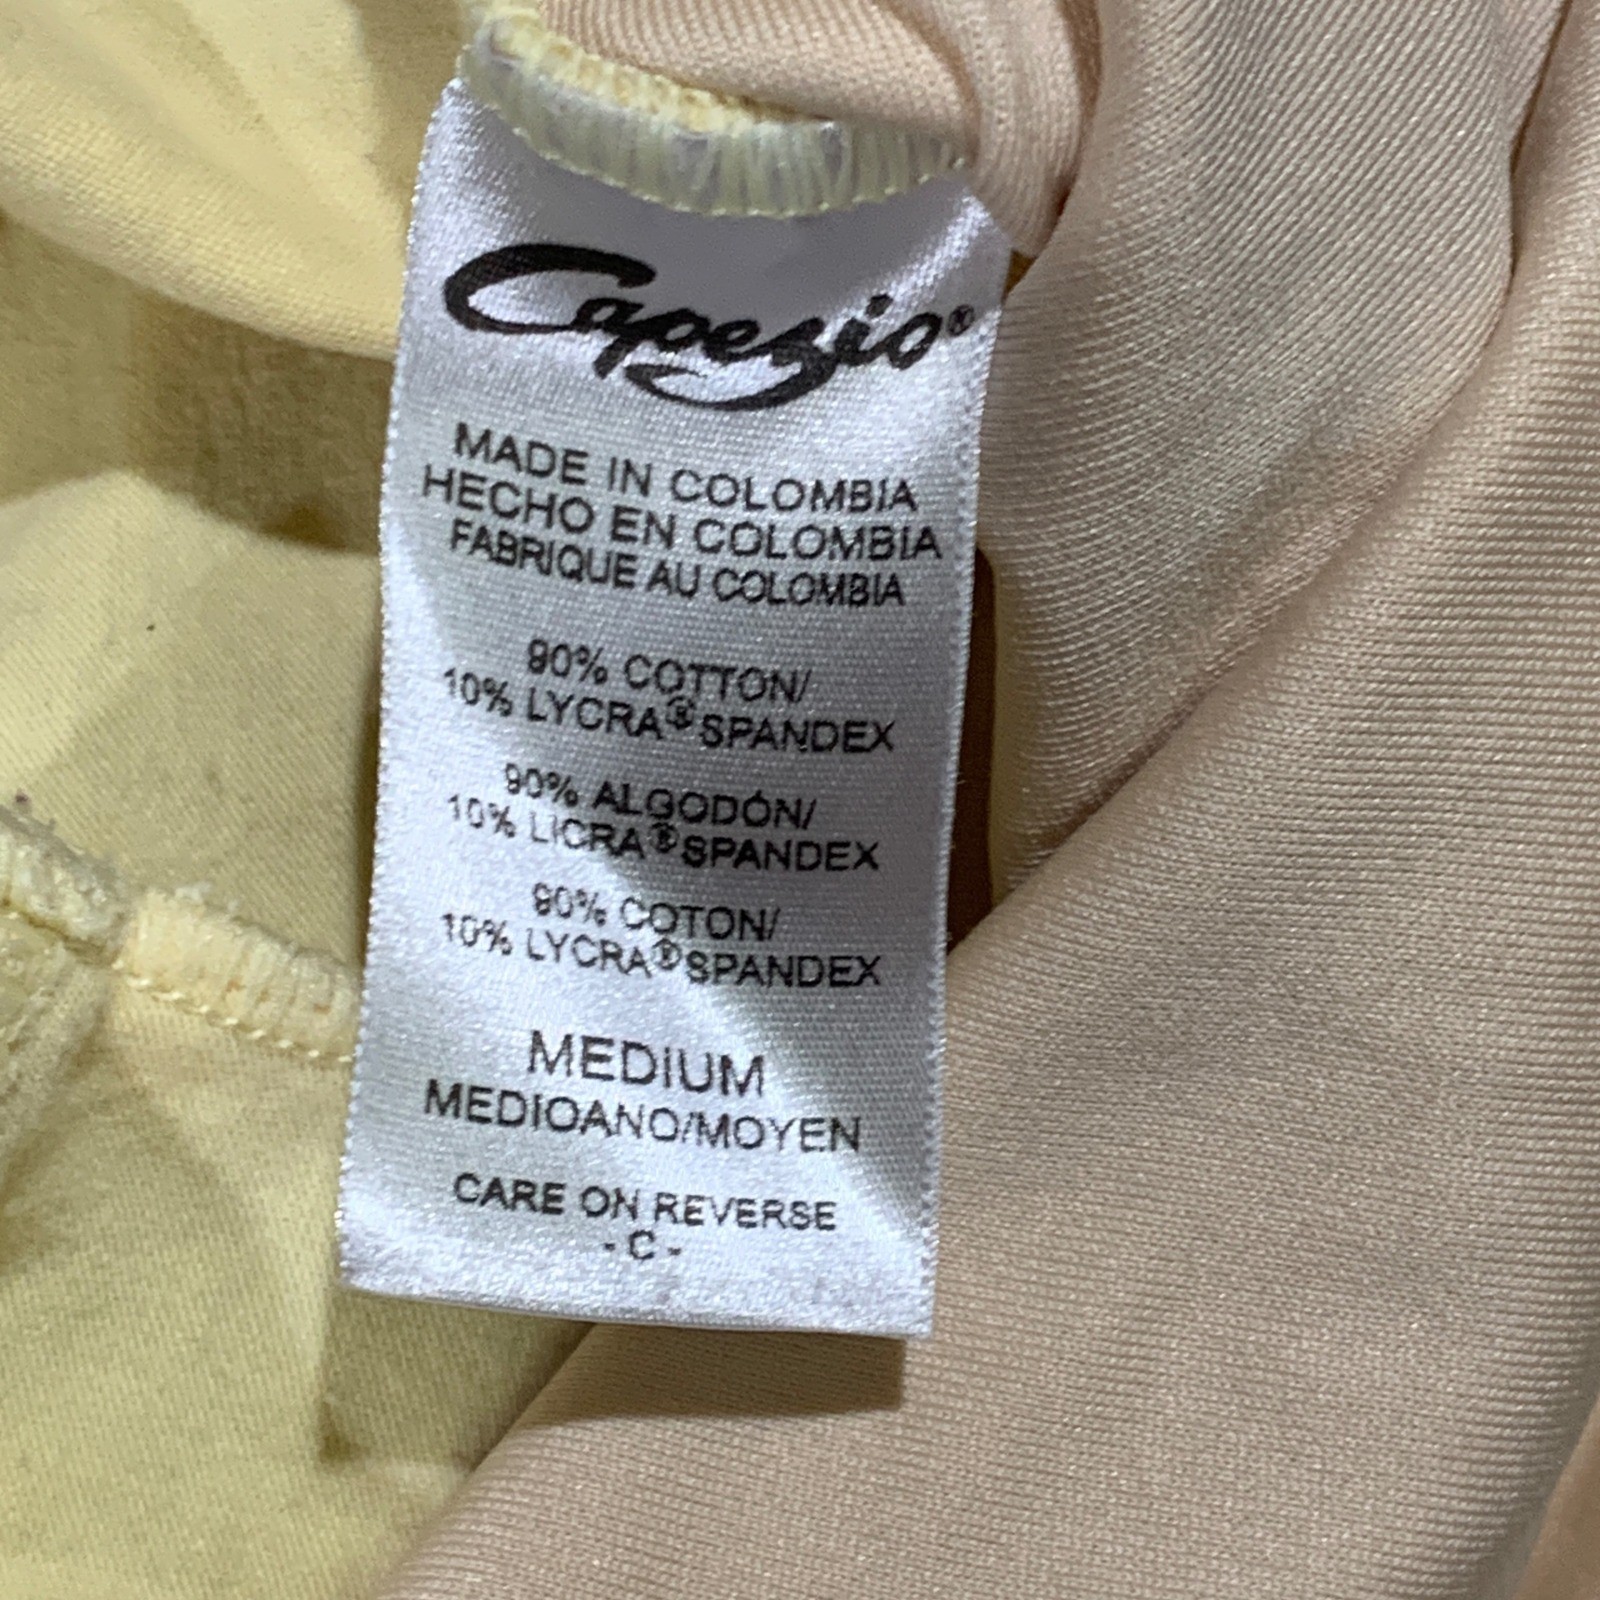 Capezio®
MADE IN COLOMBIA
HECHO EN COLOMBIA
FABRIQUE AU COLOMBIA
90% COTTON/
10% LYCRA® SPANDEX
90% ALGODÓN/
10% LICRA® SPANDEX
90% COTON/
10% LYCRA® SPANDEX
MEDIUM
MEDIOANO/MOYEN
CARE ON REVERSE
- C -